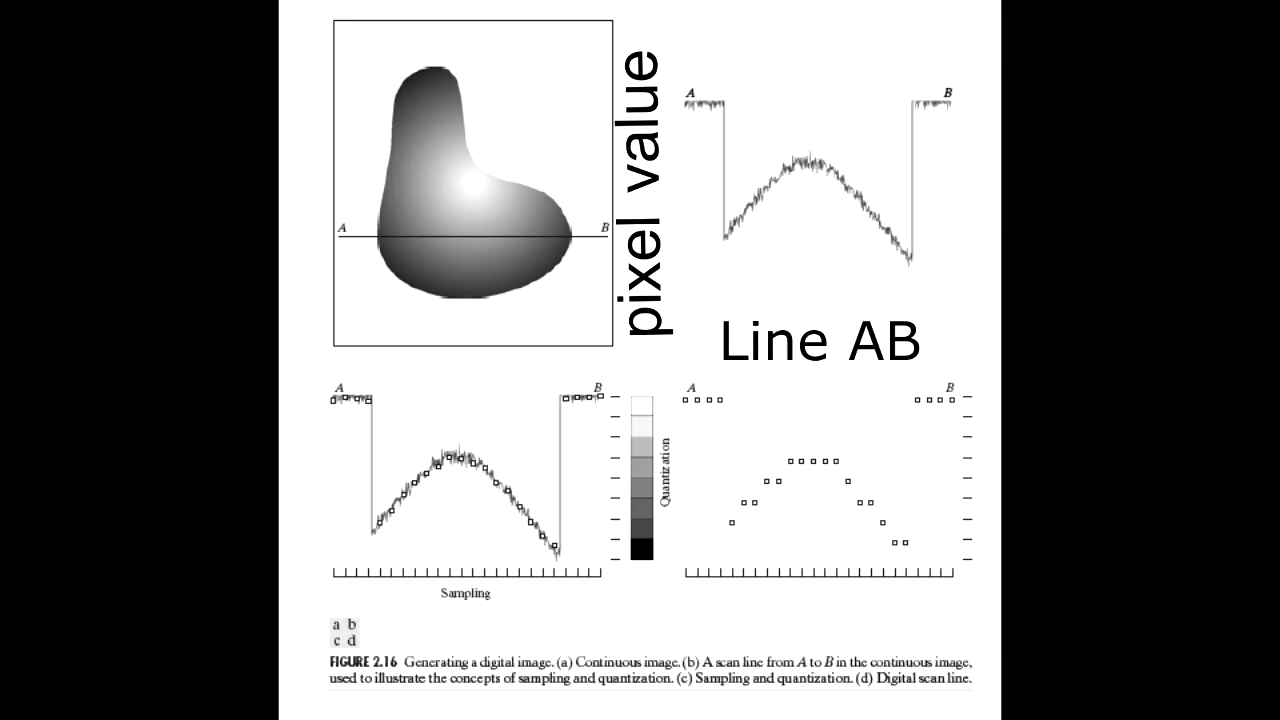 A B
pixel value
A B
Line AB
A B
Quantization
Sampling
A B
a b
c d
FIGURE 2.16 Generating a digital image. (a) Continuous image. (b) A scan line from A to B in the continuous image,
used to illustrate the concepts of sampling and quantization. (c) Sampling and quantization. (d) Digital scan line.